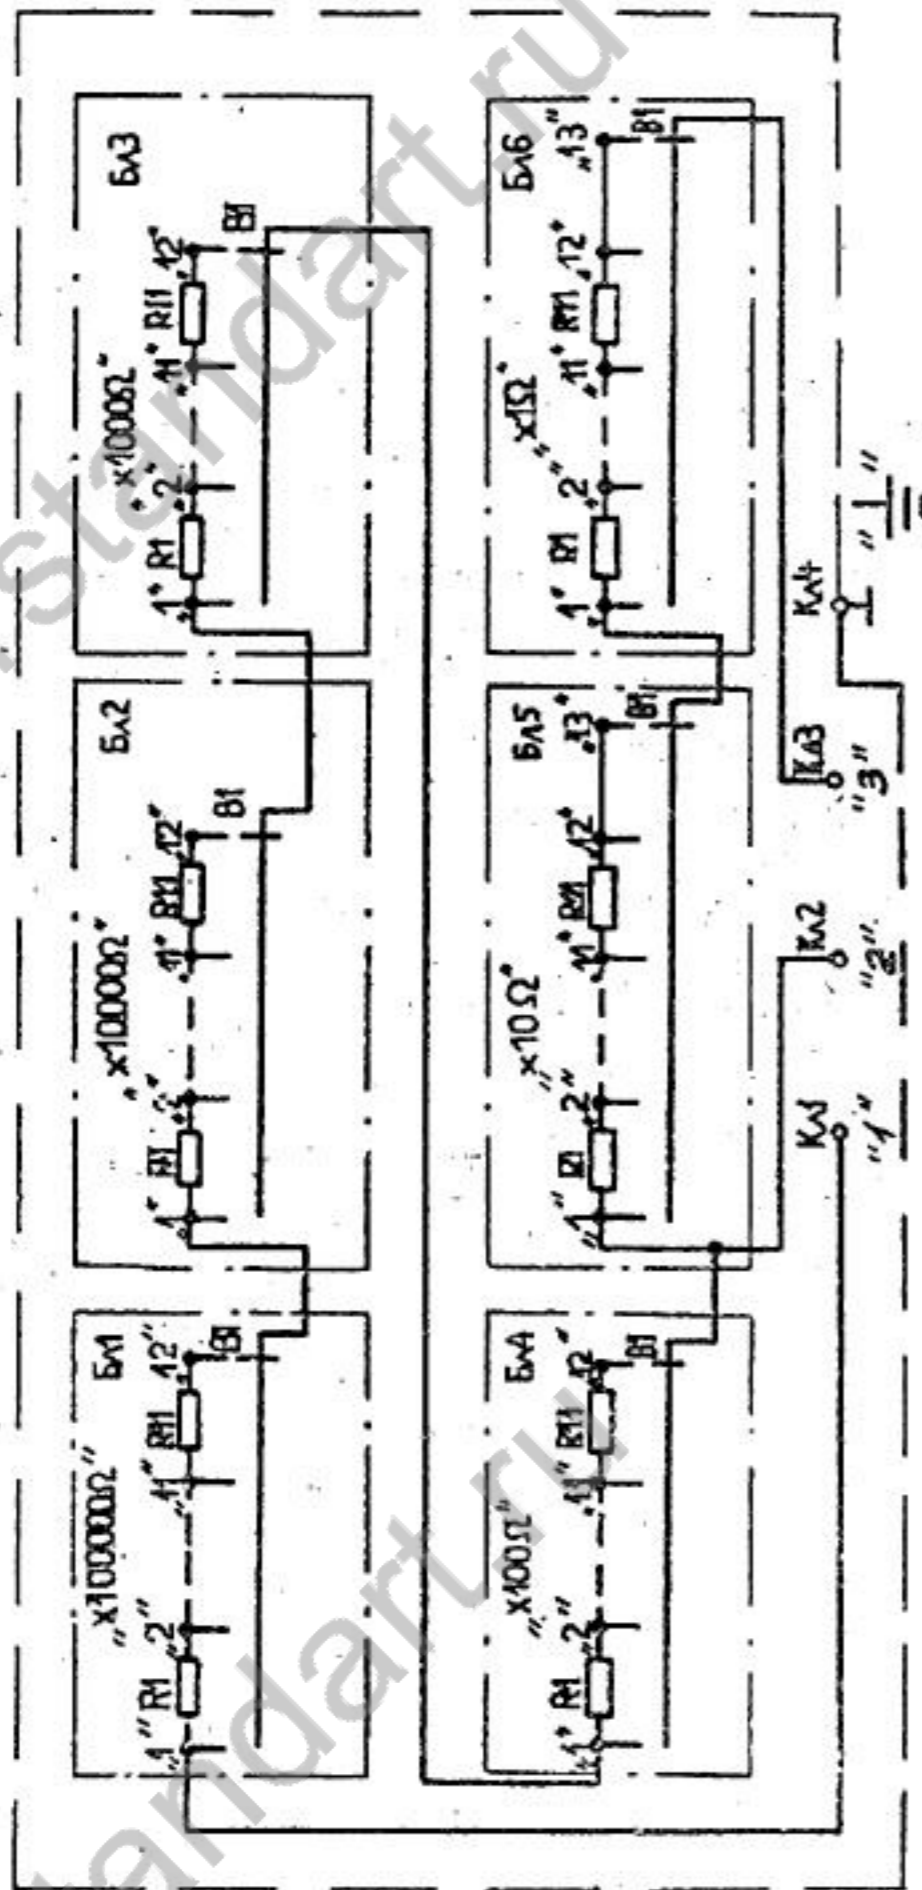 Бл1
„х100000Ω"
„1" R1 „2" „11" R11 „12"
В1
Бл2
„х10000Ω"
„1" R1 „2" „11" R11 „12"
В1
Бл3
„х1000Ω"
„1" R1 „2" „11" R11 „12"
В1
Бл4
„х100Ω"
„1" R1 „2" „11" R11 „12"
В1
Бл5
„х10Ω"
„1" R1 „2" „11" R11 „12" „13"
В1
Бл6
„х1Ω"
„1" R1 „2" „11" R11 „12" „13"
В1
Кл1 Кл2 Кл3 Кл4
"1" "2" "3"
standart.ru
tandart.ru